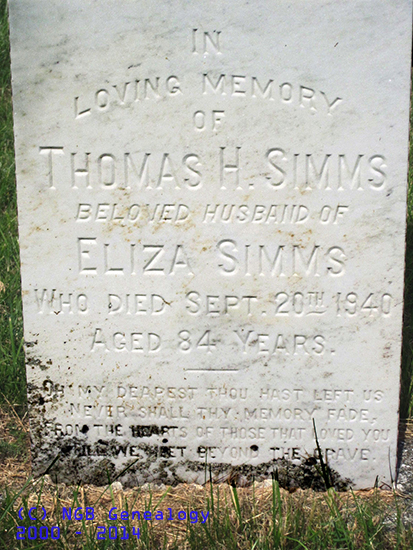 IN
LOVING MEMORY
OF
THOMAS H. SIMMS
BELOVED HUSBAND OF
ELIZA SIMMS
WHO DIED SEPT. 20TH 1940
AGED 84 YEARS.
OH MY DEAREST THOU HAST LEFT US
NEVER SHALL THY MEMORY FADE,
FROM THE HEARTS OF THOSE THAT LOVED YOU
TILL WE MEET BEYOND THE GRAVE.
(C) NGB Genealogy
2000 - 2014